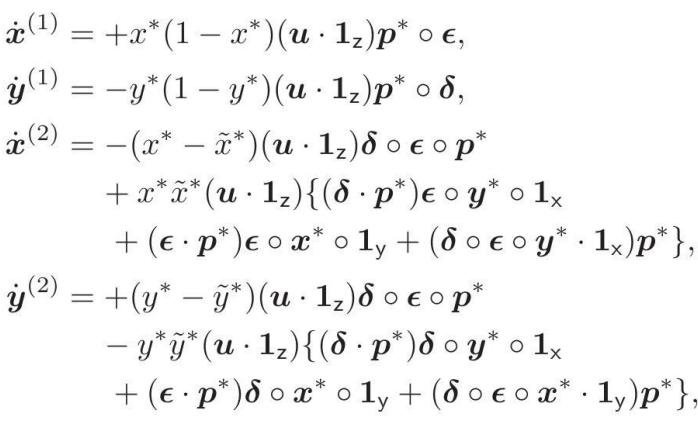 ẋ⁽¹⁾ = +x*(1 − x*)(u · 1_z)p* ∘ ϵ,
ẏ⁽¹⁾ = −y*(1 − y*)(u · 1_z)p* ∘ δ,
ẋ⁽²⁾ = −(x* − x̃*)(u · 1_z)δ ∘ ϵ ∘ p*
+ x*x̃*(u · 1_z){(δ · p*)ϵ ∘ y* ∘ 1_x
+ (ϵ · p*)ϵ ∘ x* ∘ 1_y + (δ ∘ ϵ ∘ y* · 1_x)p*},
ẏ⁽²⁾ = +(y* − ỹ*)(u · 1_z)δ ∘ ϵ ∘ p*
− y*ỹ*(u · 1_z){(δ · p*)δ ∘ y* ∘ 1_x
+ (ϵ · p*)δ ∘ x* ∘ 1_y + (δ ∘ ϵ ∘ x* · 1_y)p*},